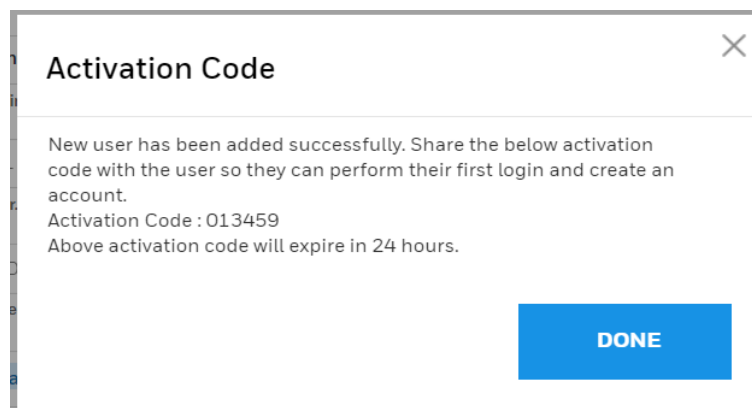 Activation Code
New user has been added successfully. Share the below activation
code with the user so they can perform their first login and create an
account.
Activation Code : 013459
Above activation code will expire in 24 hours.
DONE